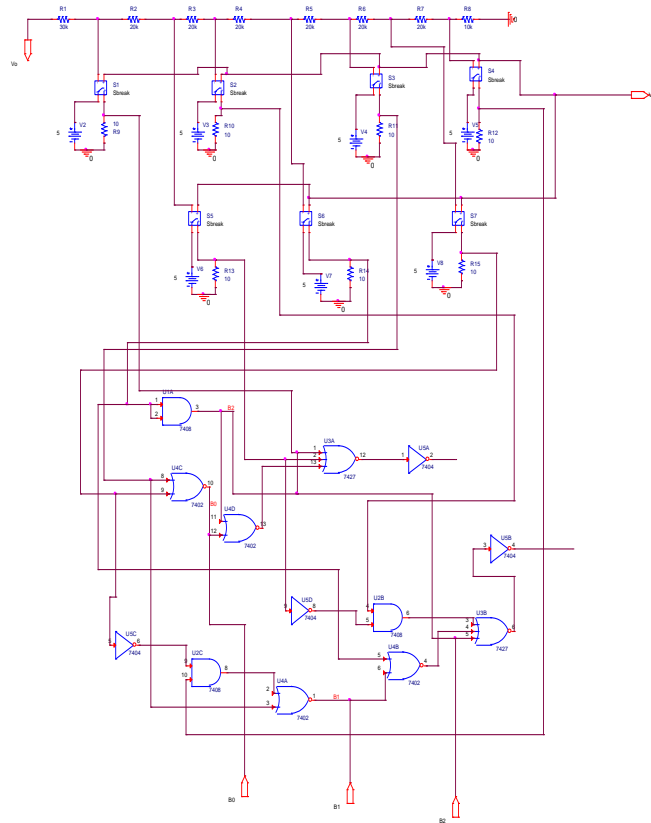 R1 R2 R3 R4 R5 R6 R7 R8
30k 20k 20k 20k 20k 20k 20k 10k 0
Vo
S1 S2 S3 S4
Sbreak Sbreak Sbreak Sbreak
V2 10 V3 R10 V4 R11 V5 R12
5 R9 5 10 5 10 5 10
0 0 0 0
S5 S6 S7
Sbreak Sbreak Sbreak
V6 R13 V7 R14 V8 R15
5 10 5 10 5 10
0 0 0
U1A
1 3 B2
2
7408
U3A U5A
1 12 1 2
2
13
7427 7404
U4C
8 10
9
7402
B0
U4D
11 13
12
7402
U5B
3 4
7404
U5D
9 8
7404
U2B
4 6
5
7408
U3B
3 6
4
5
7427
U5C
5 6
7404
U2C
9 8
10
7408
U4B
5 4
6
7402
U4A
2 1 B1
3
7402
B0 B1 B2